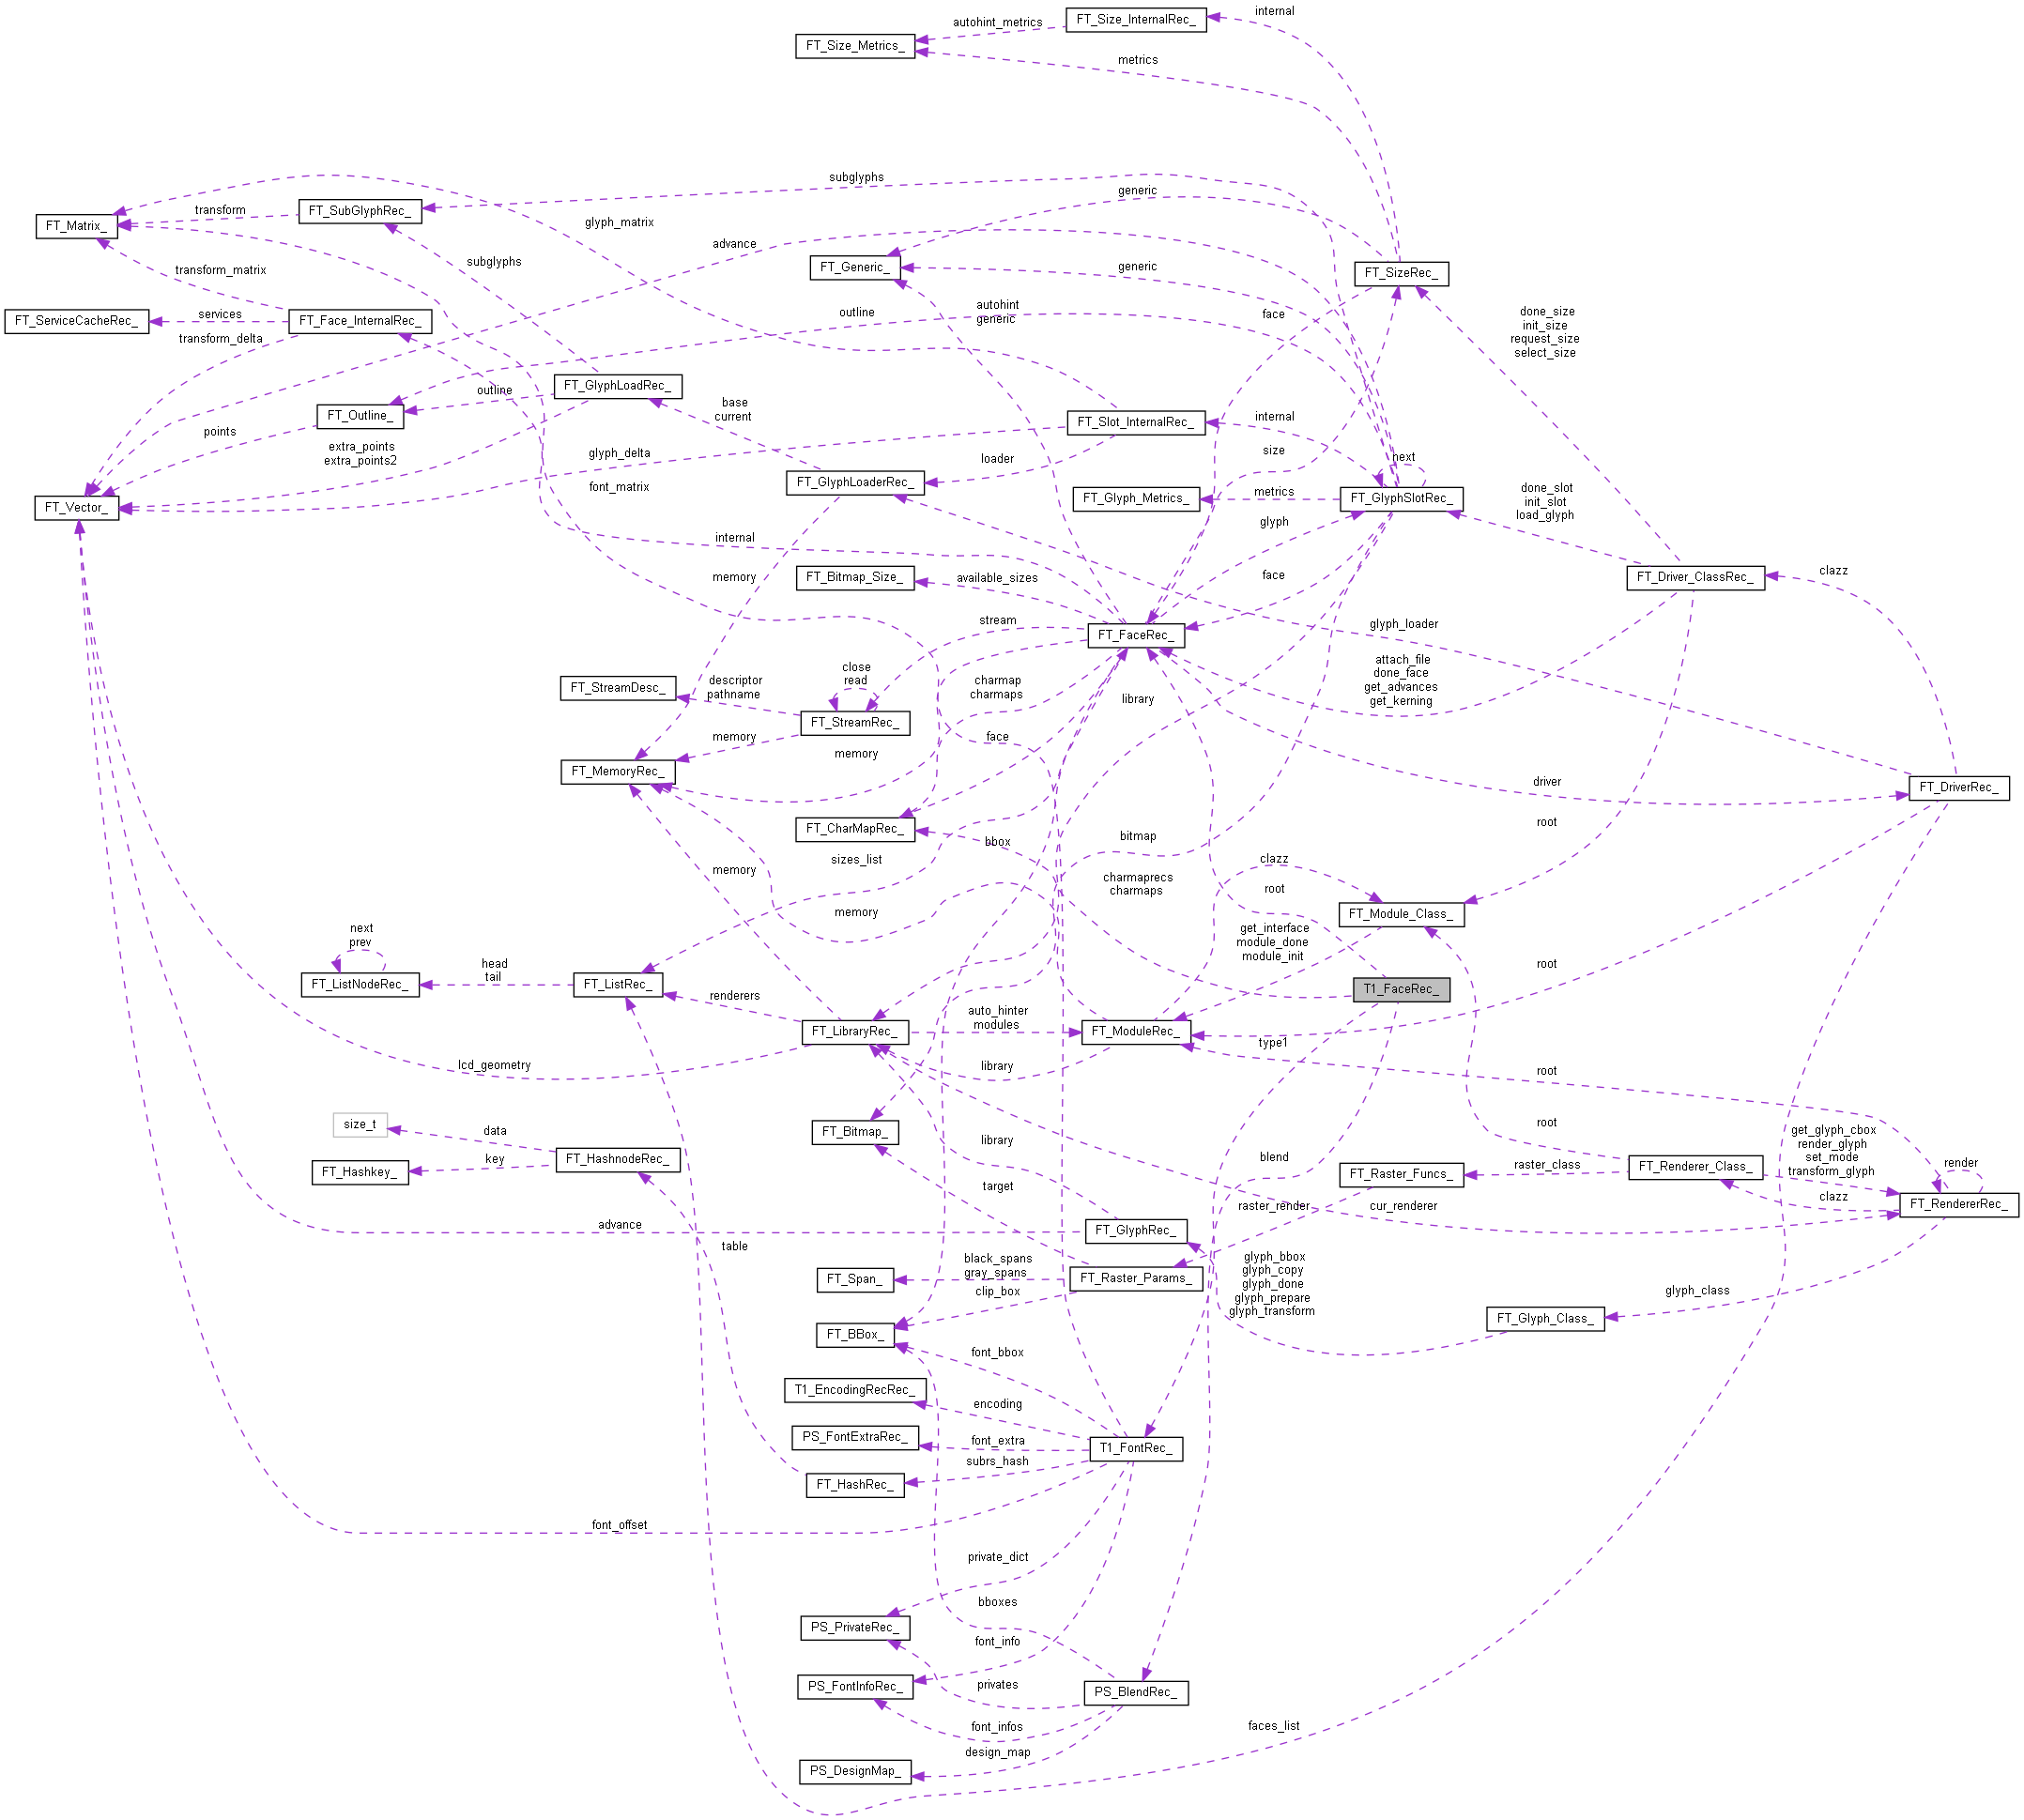 internal
FT_Size_InternalRec_
autohint_metrics
FT_Size_Metrics_
metrics
subglyphs
generic
transform
FT_SubGlyphRec_
FT_Matrix_
glyph_matrix
advance
subglyphs
transform_matrix
FT_Generic_
generic
FT_SizeRec_
services
FT_ServiceCacheRec_
FT_Face_InternalRec_
transform_delta
outline
autohint
generic
face
done_size
init_size
request_size
select_size
FT_GlyphLoadRec_
outline
FT_Outline_
base
current
FT_Slot_InternalRec_
internal
points
extra_points
extra_points2
glyph_delta
loader
size
next
FT_GlyphLoaderRec_
font_matrix
FT_Glyph_Metrics_
metrics
FT_GlyphSlotRec_
done_slot
init_slot
load_glyph
FT_Vector_
glyph
internal
memory
FT_Bitmap_Size_
available_sizes
face
FT_Driver_ClassRec_
clazz
stream
FT_FaceRec_
glyph_loader
close
read
descriptor
pathname
FT_StreamDesc_
charmap
charmaps
attach_file
done_face
get_advances
get_kerning
library
FT_StreamRec_
memory
face
memory
FT_MemoryRec_
driver
FT_DriverRec_
FT_CharMapRec_
root
bitmap
bbox
sizes_list
memory
clazz
charmaprecs
charmaps
root
memory
FT_Module_Class_
next
prev
get_interface
module_done
module_init
head
tail
root
FT_ListNodeRec_
FT_ListRec_
renderers
T1_FaceRec_
auto_hinter
modules
FT_LibraryRec_
FT_ModuleRec_
type1
lcd_geometry
library
root
size_t
data
FT_Bitmap_
library
root
get_glyph_cbox
render_glyph
set_mode
transform_glyph
FT_Hashkey_
key
FT_HashnodeRec_
blend
FT_Raster_Funcs_
raster_class
FT_Renderer_Class_
render
target
raster_render
cur_renderer
clazz
FT_RendererRec_
advance
FT_GlyphRec_
table
black_spans
gray_spans
FT_Span_
FT_Raster_Params_
glyph_bbox
glyph_copy
glyph_done
glyph_prepare
glyph_transform
clip_box
glyph_class
FT_Glyph_Class_
FT_BBox_
font_bbox
T1_EncodingRecRec_
encoding
PS_FontExtraRec_
font_extra
T1_FontRec_
subrs_hash
FT_HashRec_
font_offset
private_dict
bboxes
PS_PrivateRec_
font_info
PS_FontInfoRec_
privates
PS_BlendRec_
font_infos
faces_list
design_map
PS_DesignMap_